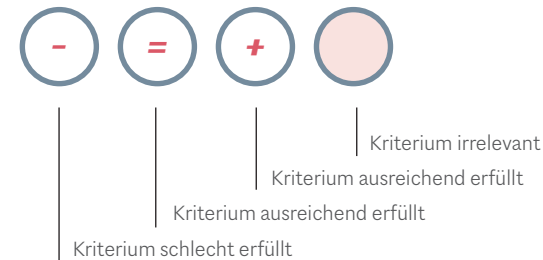 - = +
Kriterium irrelevant
Kriterium ausreichend erfüllt
Kriterium ausreichend erfüllt
Kriterium schlecht erfüllt